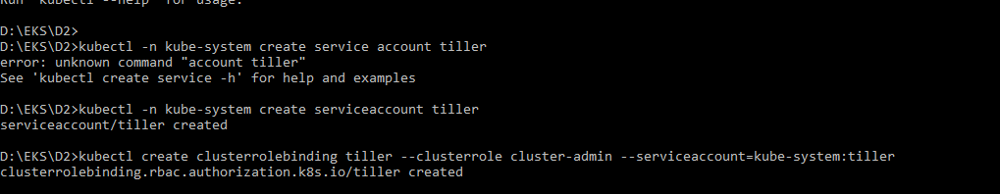 Run 'kubectl --help' for usage.
D:\EKS\D2>
D:\EKS\D2>kubectl -n kube-system create service account tiller
error: unknown command "account tiller"
See 'kubectl create service -h' for help and examples
D:\EKS\D2>kubectl -n kube-system create serviceaccount tiller
serviceaccount/tiller created
D:\EKS\D2>kubectl create clusterrolebinding tiller --clusterrole cluster-admin --serviceaccount=kube-system:tiller
clusterrolebinding.rbac.authorization.k8s.io/tiller created